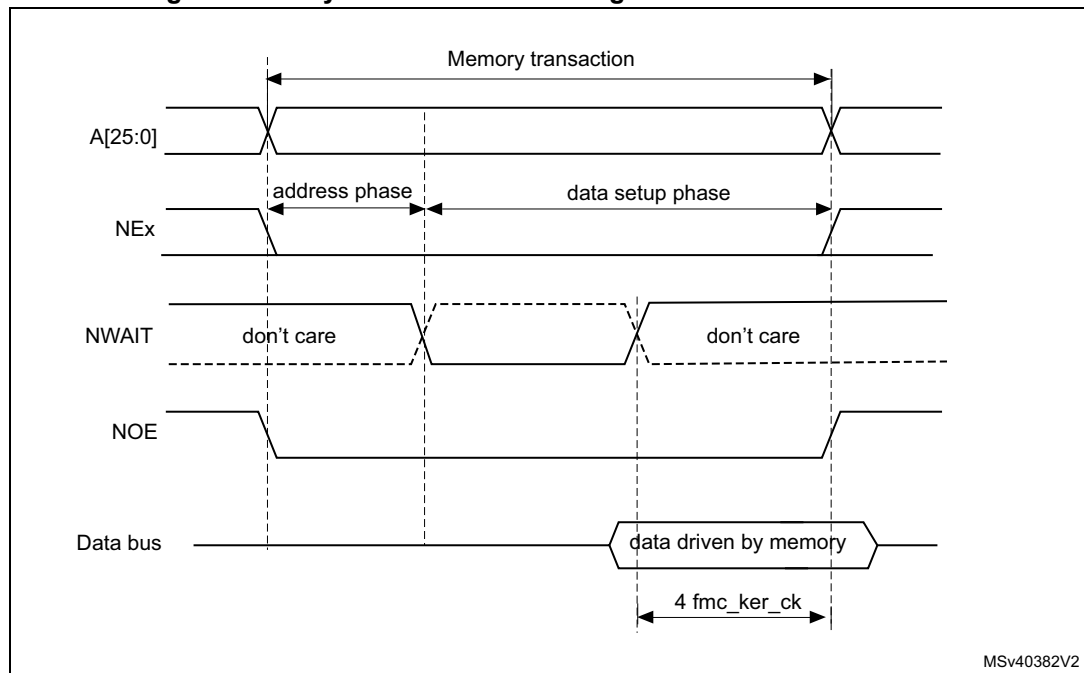 Memory transaction
A[25:0]
address phase
data setup phase
NEx
NWAIT
don't care
don't care
NOE
Data bus
data driven by memory
4 fmc_ker_ck
MSv40382V2